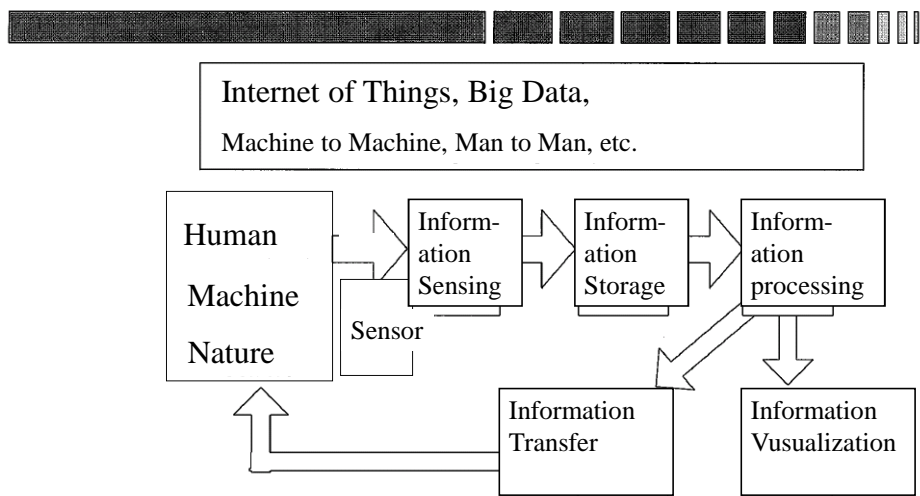 Internet of Things, Big Data,
Machine to Machine, Man to Man, etc.
Human
Machine
Nature
Sensor
Inform-
ation
Sensing
Inform-
ation
Storage
Inform-
ation
processing
Information
Transfer
Information
Vusualization